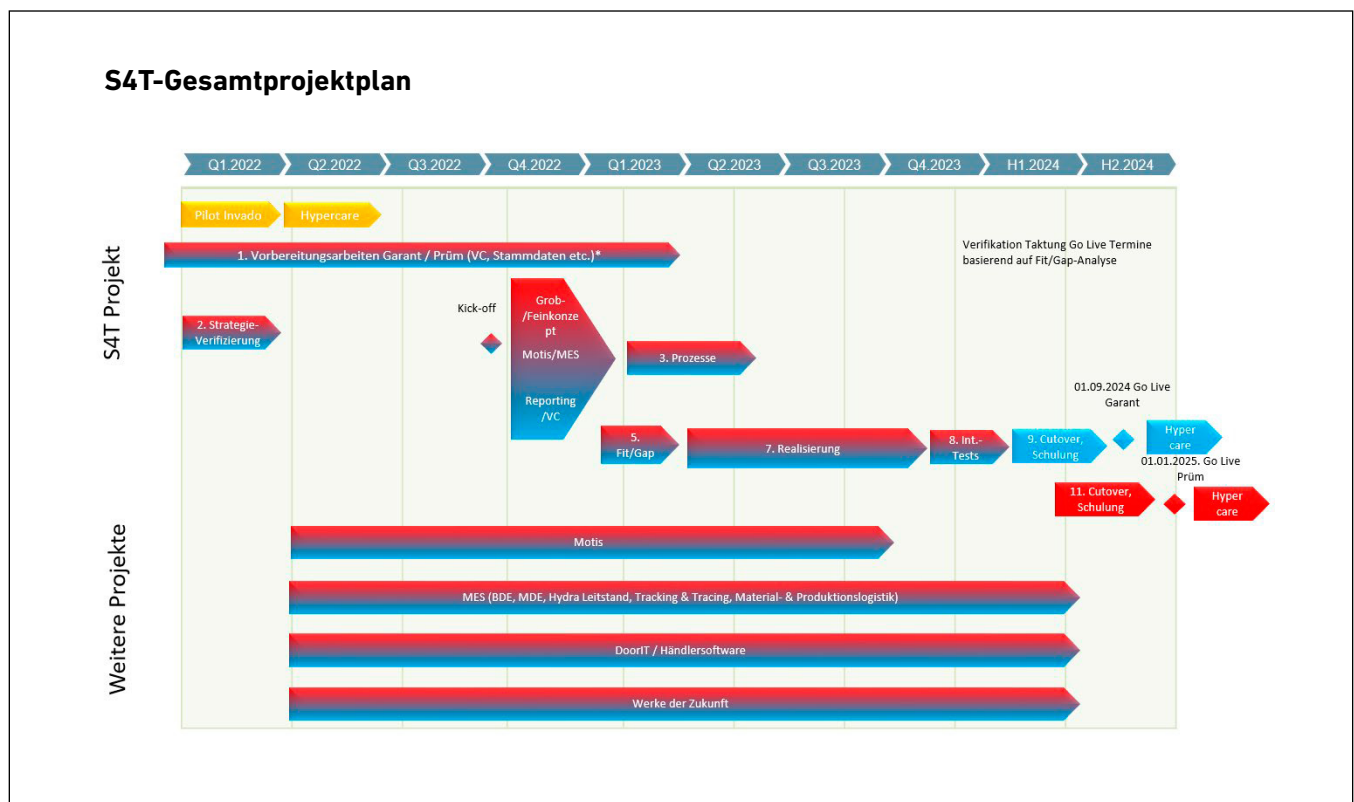 S4T-Gesamtprojektplan
Q1.2022
Q2.2022
Q3.2022
Q4.2022
Q1.2023
Q2.2023
Q3.2023
Q4.2023
H1.2024
H2.2024
S4T Projekt
Pilot Invado
Hypercare
1. Vorbereitungsarbeiten Garant / Prüm (VC, Stammdaten etc.)*
Verifikation Taktung Go Live Termine
basierend auf Fit/Gap-Analyse
2. Strategie-
Verifizierung
Kick-off
Grob-
/Feinkonze
pt
Motis/MES
Reporting
/VC
3. Prozesse
01.09.2024 Go Live
Garant
5.
Fit/Gap
7. Realisierung
8. Int.-
Tests
9. Cutover,
Schulung
Hyper
care
01.01.2025. Go Live
Prüm
11. Cutover,
Schulung
Hyper
care
Weitere Projekte
Motis
MES (BDE, MDE, Hydra Leitstand, Tracking & Tracing, Material- & Produktionslogistik)
DoorIT / Händlersoftware
Werke der Zukunft